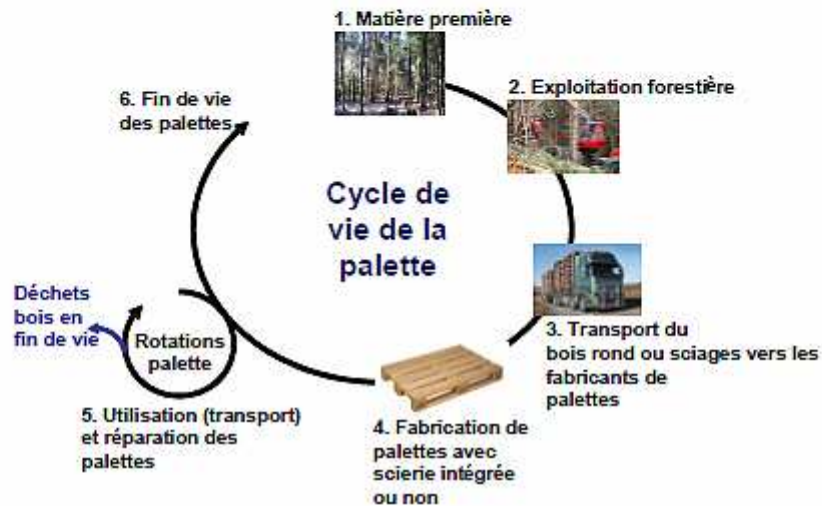 1. Matière première
2. Exploitation forestière
6. Fin de vie
des palettes
Cycle de
vie de la
palette
3. Transport du
bois rond ou sciages vers les
fabricants de
palettes
Déchets
bois en
fin de vie
Rotations
palette
5. Utilisation (transport)
et réparation des
palettes
4. Fabrication de
palettes avec
scierie intégrée
ou non